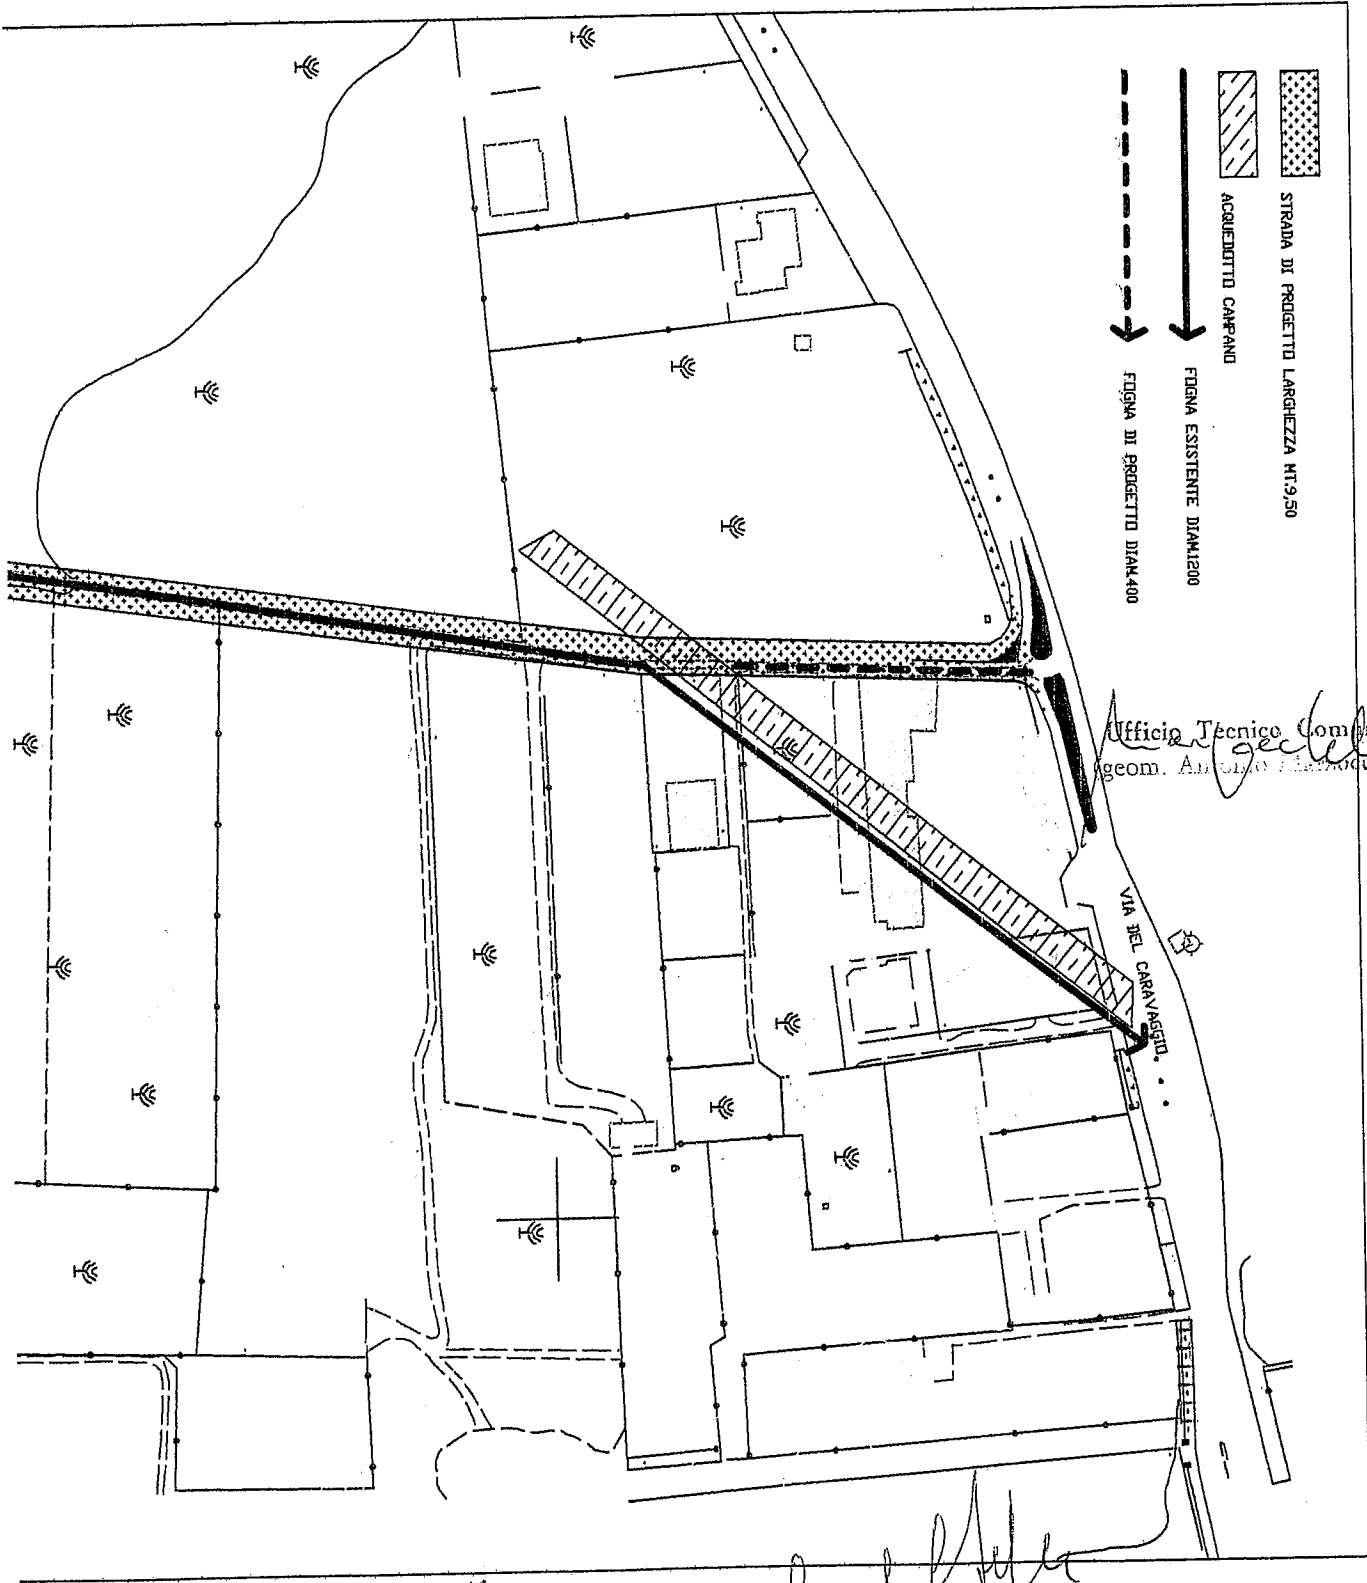 STRADA DI PROGETTO LARGHEZZA MT.9,50
ACQUEDOTTO CAMPANO
FOGNA ESISTENTE DIAM.1200
FOGNA DI PROGETTO DIAM.400
Ufficio Tecnico
geom.
VIA DEL CARAVAGGIO